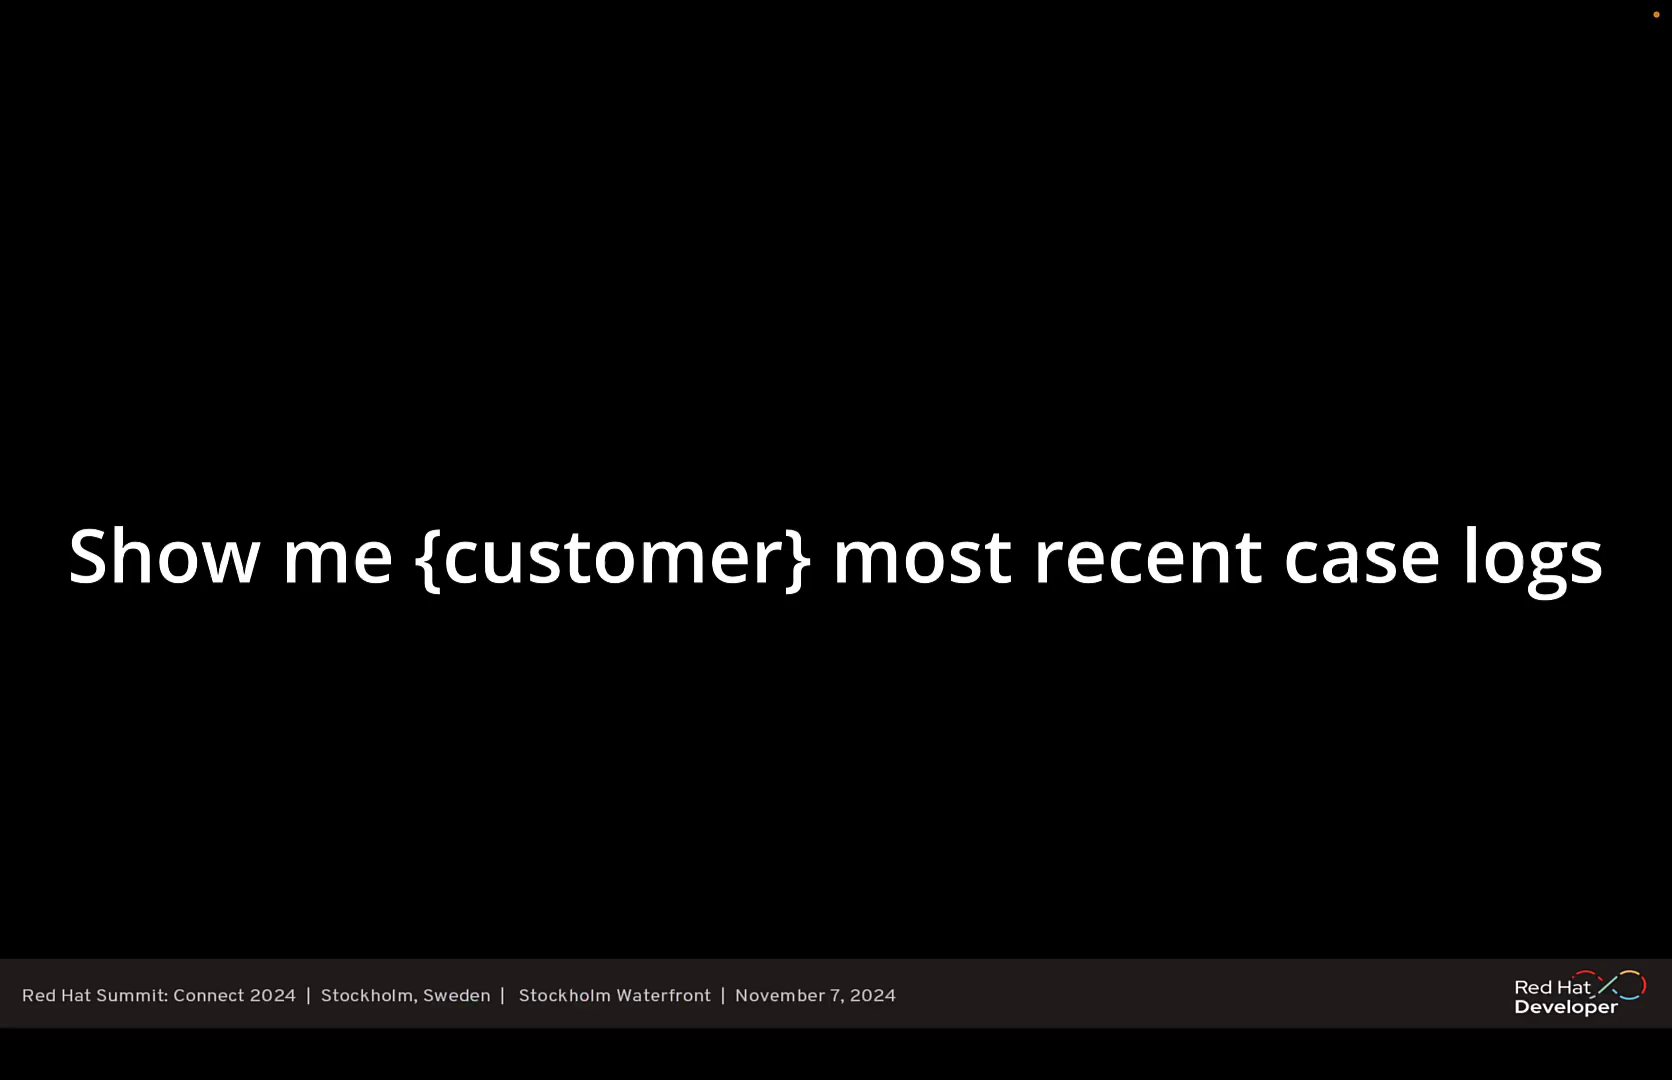 Show me {customer} most recent case logs
Red Hat Summit: Connect 2024 | Stockholm, Sweden | Stockholm Waterfront | November 7, 2024
Red Hat
Developer